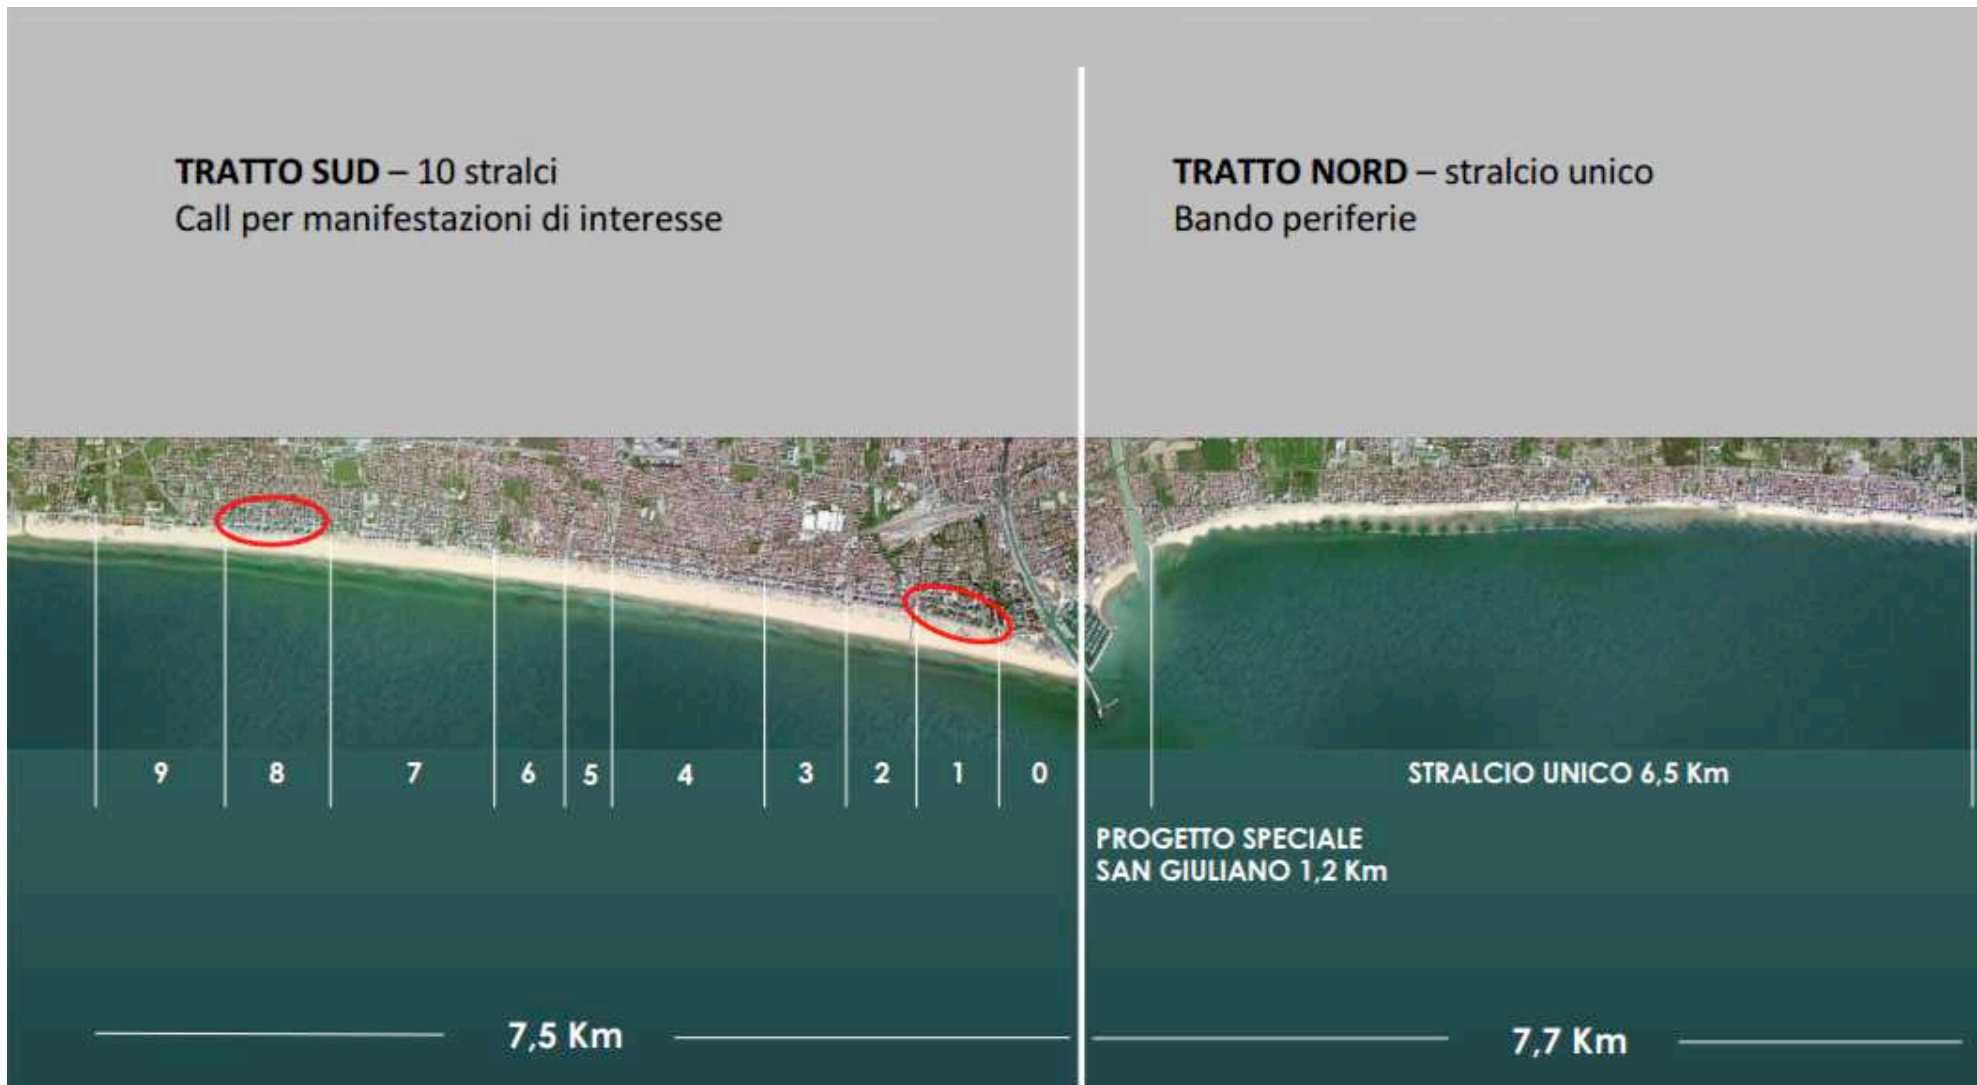 TRATTO SUD – 10 stralci
Call per manifestazioni di interesse
TRATTO NORD – stralcio unico
Bando periferie
9 8 7 6 5 4 3 2 1 0
STRALCIO UNICO 6,5 Km
PROGETTO SPECIALE
SAN GIULIANO 1,2 Km
7,5 Km
7,7 Km